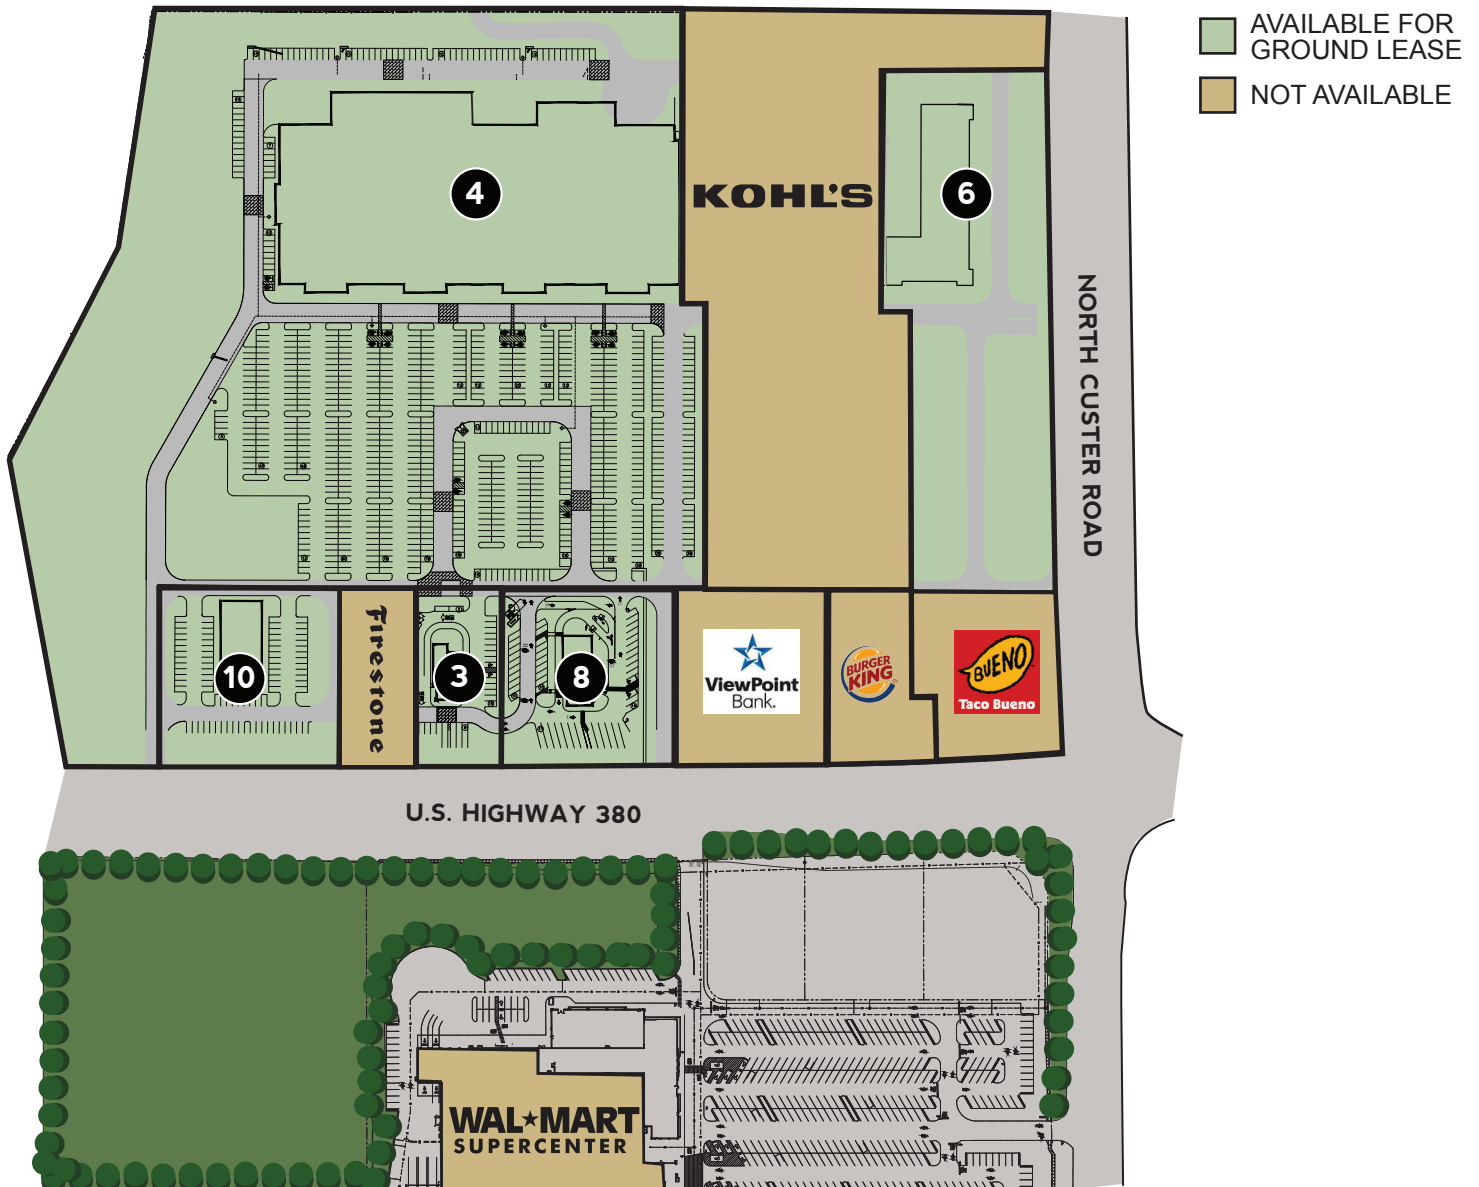 AVAILABLE FOR
GROUND LEASE
NOT AVAILABLE
4
KOHL'S
6
NORTH CUSTER ROAD
10
Firestone
3
8
ViewPoint
Bank.
BURGER
KING
BUENO
Taco Bueno
U.S. HIGHWAY 380
WAL★MART
SUPERCENTER